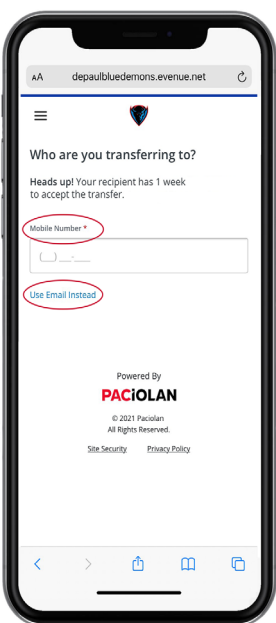 AA depaulbluedemons.evenue.net
Who are you transferring to?
Heads up! Your recipient has 1 week
to accept the transfer.
Mobile Number *
(__) __-___
Use Email Instead
Powered By
PACiOLAN
© 2021 Paciolan
All Rights Reserved.
Site Security Privacy Policy